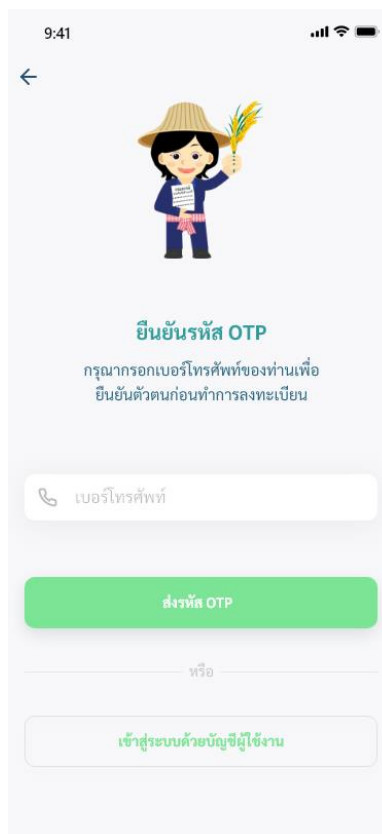 9:41
ยืนยันรหัส OTP
กรุณากรอกเบอร์โทรศัพท์ของท่านเพื่อ
ยืนยันตัวตนก่อนทำการลงทะเบียน
เบอร์โทรศัพท์
ส่งรหัส OTP
หรือ
เข้าสู่ระบบด้วยบัญชีผู้ใช้งาน